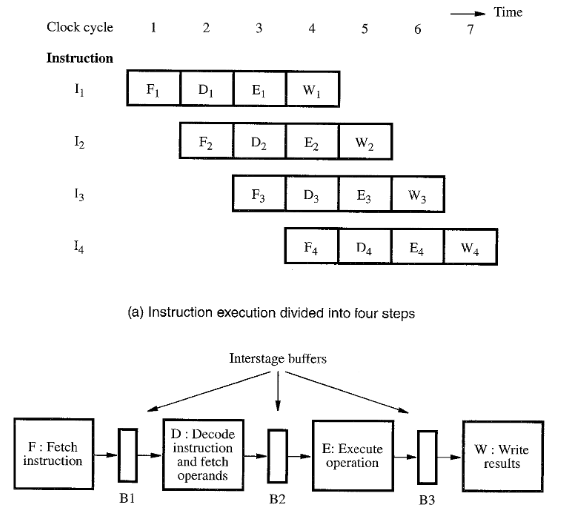 Time
Clock cycle 1 2 3 4 5 6 7
Instruction
I1 F1 D1 E1 W1
I2 F2 D2 E2 W2
I3 F3 D3 E3 W3
I4 F4 D4 E4 W4
(a) Instruction execution divided into four steps
Interstage buffers
F : Fetch
instruction
D : Decode
instruction
and fetch
operands
E: Execute
operation
W : Write
results
B1 B2 B3